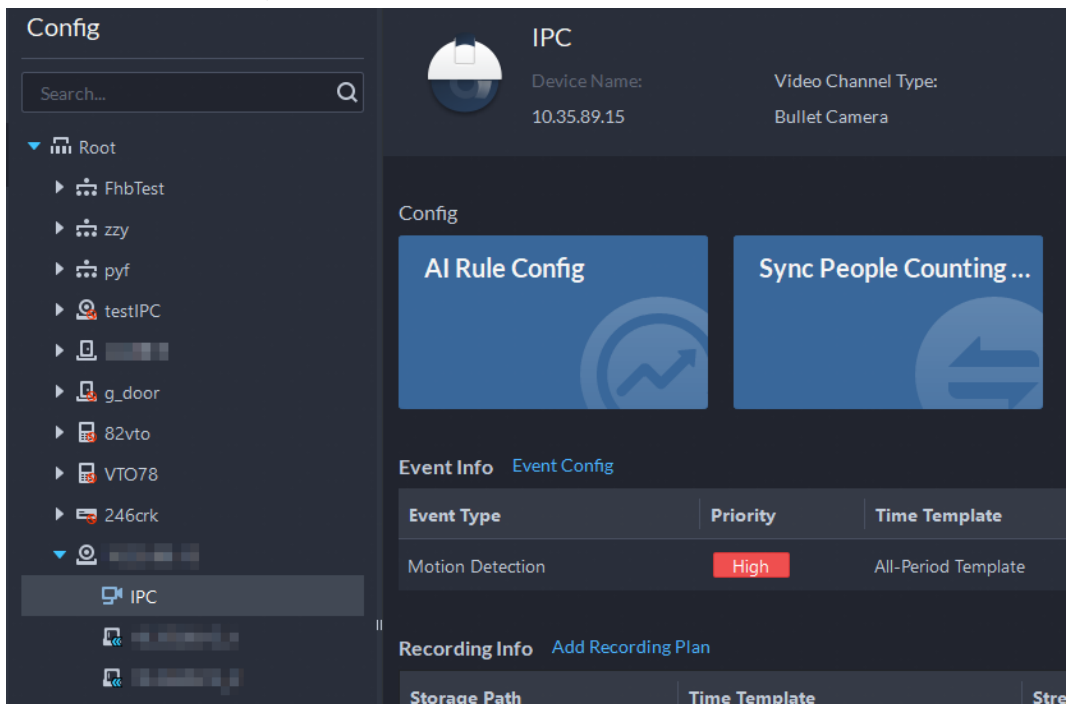 Config
Search...
Root
FhbTest
zzy
pyf
testIPC
g_door
82vto
VTO78
246crk
IPC
IPC
Device Name:
Video Channel Type:
10.35.89.15
Bullet Camera
Config
AI Rule Config
Sync People Counting ...
Event Info
Event Config
Event Type
Priority
Time Template
Motion Detection
High
All-Period Template
Recording Info
Add Recording Plan
Storage Path
Time Template
Stre